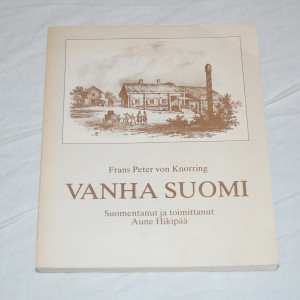 Frans Peter von Knorring
VANHA SUOMI
Suomentanut ja toimittanut
Aune Hikipää